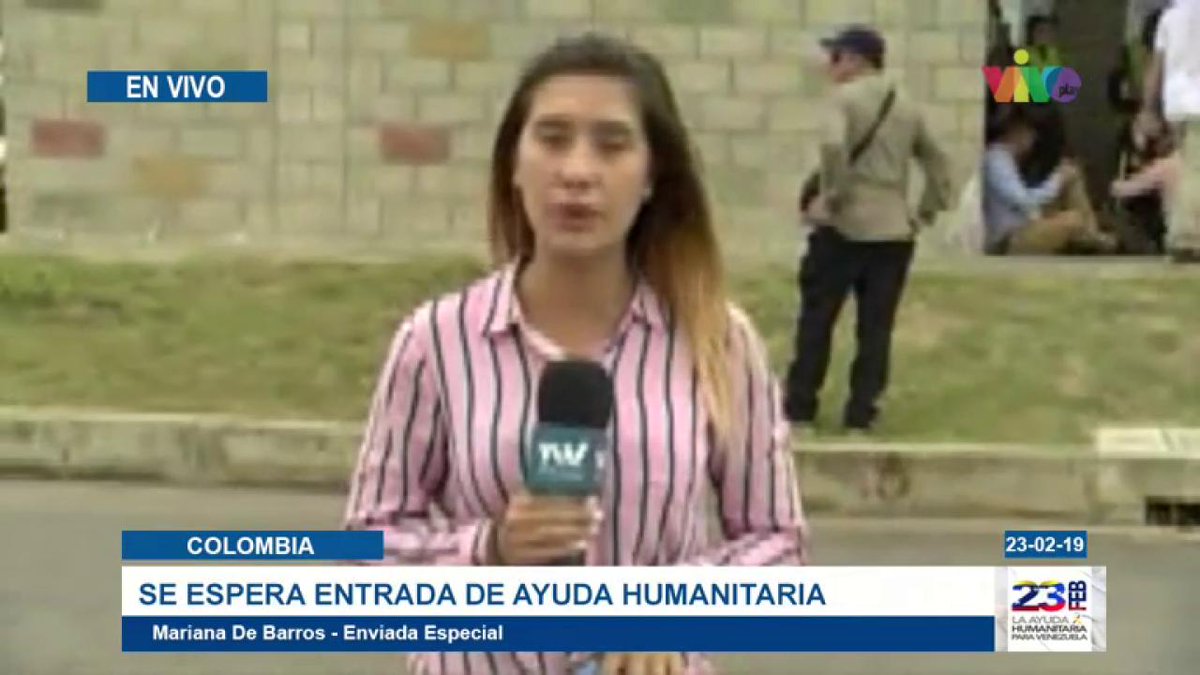 EN VIVO
vivo
play
COLOMBIA
23-02-19
SE ESPERA ENTRADA DE AYUDA HUMANITARIA
23 FEB
LA AYUDA
HUMANITARIA
PARA VENEZUELA
Mariana De Barros - Enviada Especial